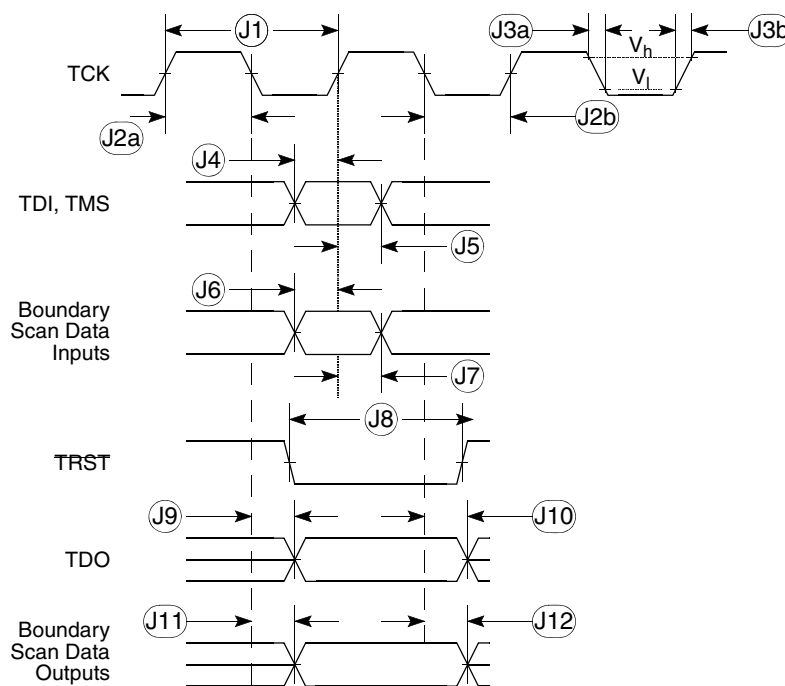 J1
J3a
J3b
Vh
TCK
Vl
J2a
J2b
J4
TDI, TMS
J5
J6
Boundary
Scan Data
Inputs
J7
J8
TRST
J9
J10
TDO
J11
J12
Boundary
Scan Data
Outputs